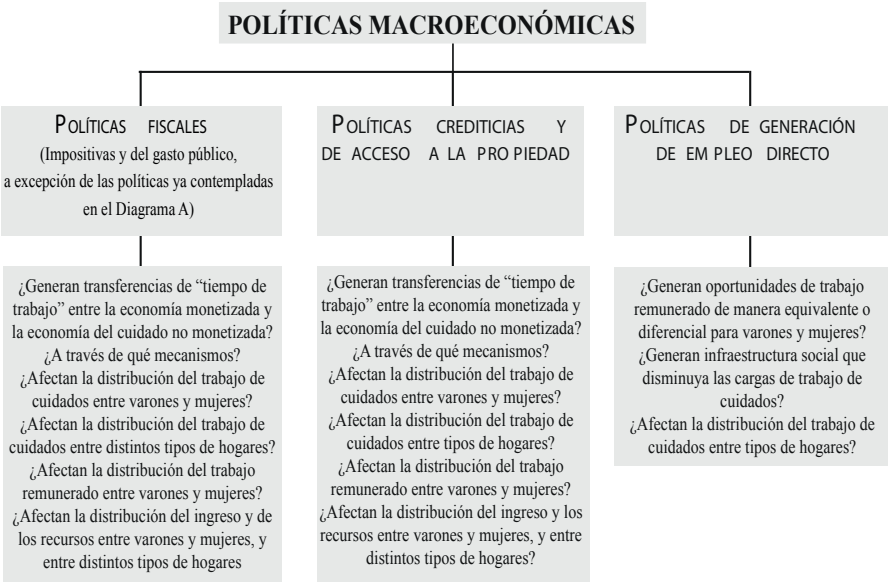 POLÍTICAS MACROECONÓMICAS
POLÍTICAS FISCALES
(Impositivas y del gasto público,
a excepción de las políticas ya contempladas
en el Diagrama A)
¿Generan transferencias de “tiempo de
trabajo” entre la economía monetizada y
la economía del cuidado no monetizada?
¿A través de qué mecanismos?
¿Afectan la distribución del trabajo de
cuidados entre varones y mujeres?
¿Afectan la distribución del trabajo de
cuidados entre distintos tipos de hogares?
¿Afectan la distribución del trabajo
remunerado entre varones y mujeres?
¿Afectan la distribución del ingreso y de
los recursos entre varones y mujeres, y
entre distintos tipos de hogares
POLÍTICAS CREDITICIAS Y
DE ACCESO A LA PRO PIEDAD
¿Generan transferencias de “tiempo de
trabajo” entre la economía monetizada y
la economía del cuidado no monetizada?
¿A través de qué mecanismos?
¿Afectan la distribución del trabajo de
cuidados entre varones y mujeres?
¿Afectan la distribución del trabajo de
cuidados entre tipos de hogares?
¿Afectan la distribución del trabajo
remunerado entre varones y mujeres?
¿Afectan la distribución del ingreso y los
recursos entre varones y mujeres, y entre
distintos tipos de hogares?
POLÍTICAS DE GENERACIÓN
DE EM PLEO DIRECTO
¿Generan oportunidades de trabajo
remunerado de manera equivalente o
diferencial para varones y mujeres?
¿Generan infraestructura social que
disminuya las cargas de trabajo de
cuidados?
¿Afectan la distribución del trabajo de
cuidados entre tipos de hogares?